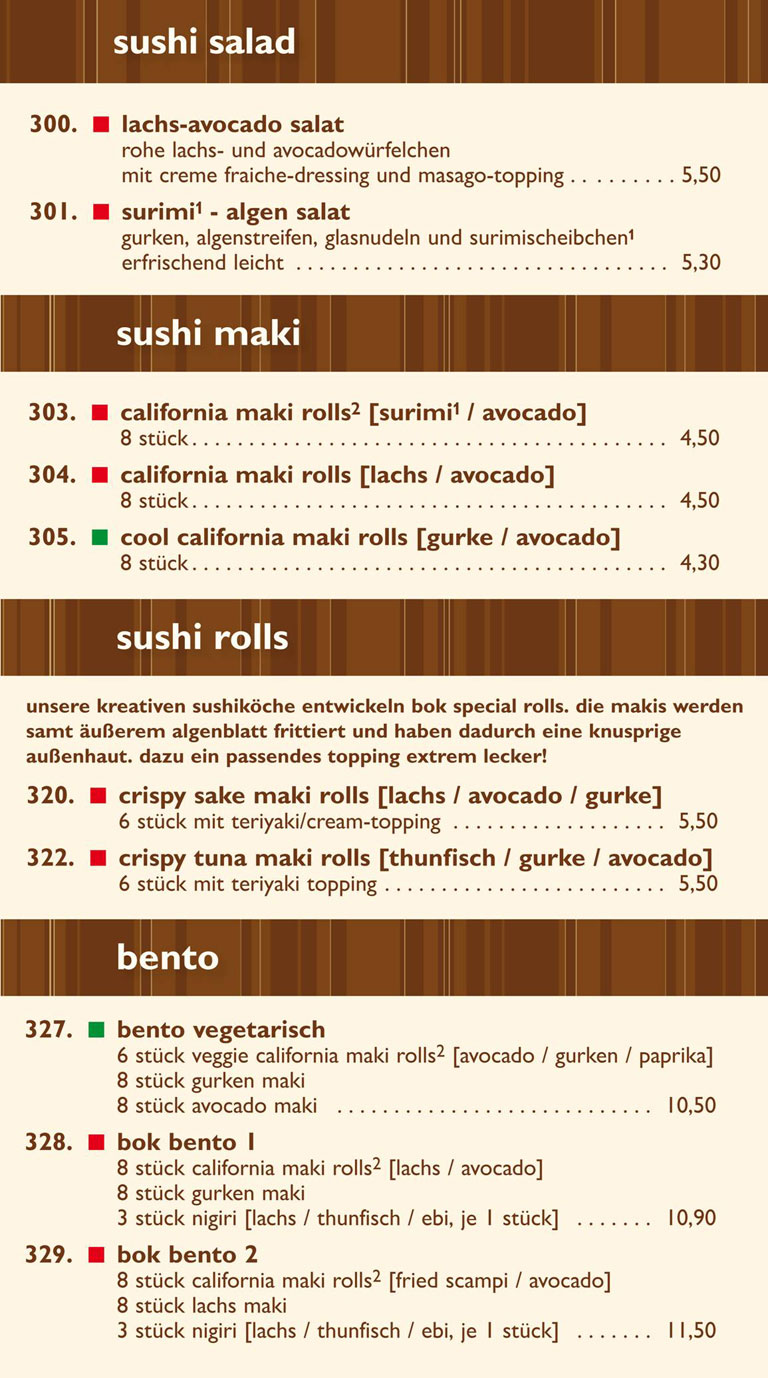 sushi salad
300. lachs-avocado salat
rohe lachs- und avocadowürfelchen
mit creme fraiche-dressing und masago-topping . . . . . . . . . 5,50
301. surimi¹ - algen salat
gurken, algenstreifen, glasnudeln und surimischeibchen¹
erfrischend leicht . . . . . . . . . . . . . . . . . . . . . . . . . . . . . . . . . 5,30
sushi maki
303. california maki rolls² [surimi¹ / avocado]
8 stück . . . . . . . . . . . . . . . . . . . . . . . . . . . . . . . . . . . . . . . . . . 4,50
304. california maki rolls [lachs / avocado]
8 stück . . . . . . . . . . . . . . . . . . . . . . . . . . . . . . . . . . . . . . . . . . 4,50
305. cool california maki rolls [gurke / avocado]
8 stück . . . . . . . . . . . . . . . . . . . . . . . . . . . . . . . . . . . . . . . . . . 4,30
sushi rolls
unsere kreativen sushiköche entwickeln bok special rolls. die makis werden
samt äußerem algenblatt frittiert und haben dadurch eine knusprige
außenhaut. dazu ein passendes topping extrem lecker!
320. crispy sake maki rolls [lachs / avocado / gurke]
6 stück mit teriyaki/cream-topping . . . . . . . . . . . . . . . . . . . 5,50
322. crispy tuna maki rolls [thunfisch / gurke / avocado]
6 stück mit teriyaki topping . . . . . . . . . . . . . . . . . . . . . . . . . 5,50
bento
327. bento vegetarisch
6 stück veggie california maki rolls² [avocado / gurken / paprika]
8 stück gurken maki
8 stück avocado maki . . . . . . . . . . . . . . . . . . . . . . . . . . . . 10,50
328. bok bento 1
8 stück california maki rolls² [lachs / avocado]
8 stück gurken maki
3 stück nigiri [lachs / thunfisch / ebi, je 1 stück] . . . . . . . 10,90
329. bok bento 2
8 stück california maki rolls² [fried scampi / avocado]
8 stück lachs maki
3 stück nigiri [lachs / thunfisch / ebi, je 1 stück] . . . . . . . 11,50